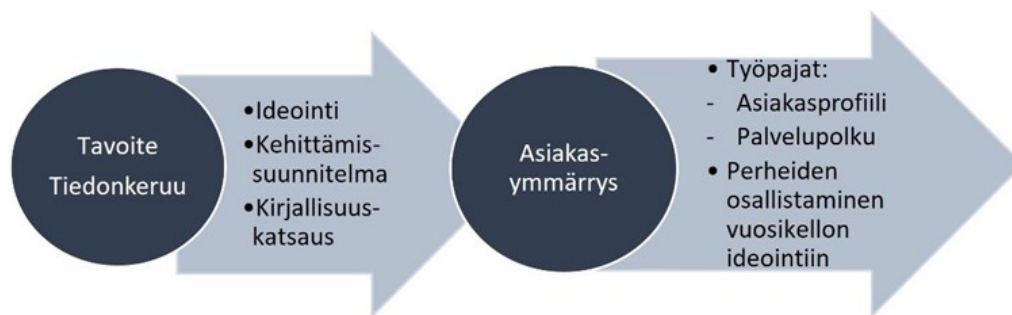 Tavoite
Tiedonkeruu
•Ideointi
•Kehittämis-
suunnitelma
•Kirjallisuus-
katsaus
Asiakas-
ymmärrys
• Työpajat:
- Asiakasprofiili
- Palvelupolku
• Perheiden
osallistaminen
vuosikellon
ideointiin